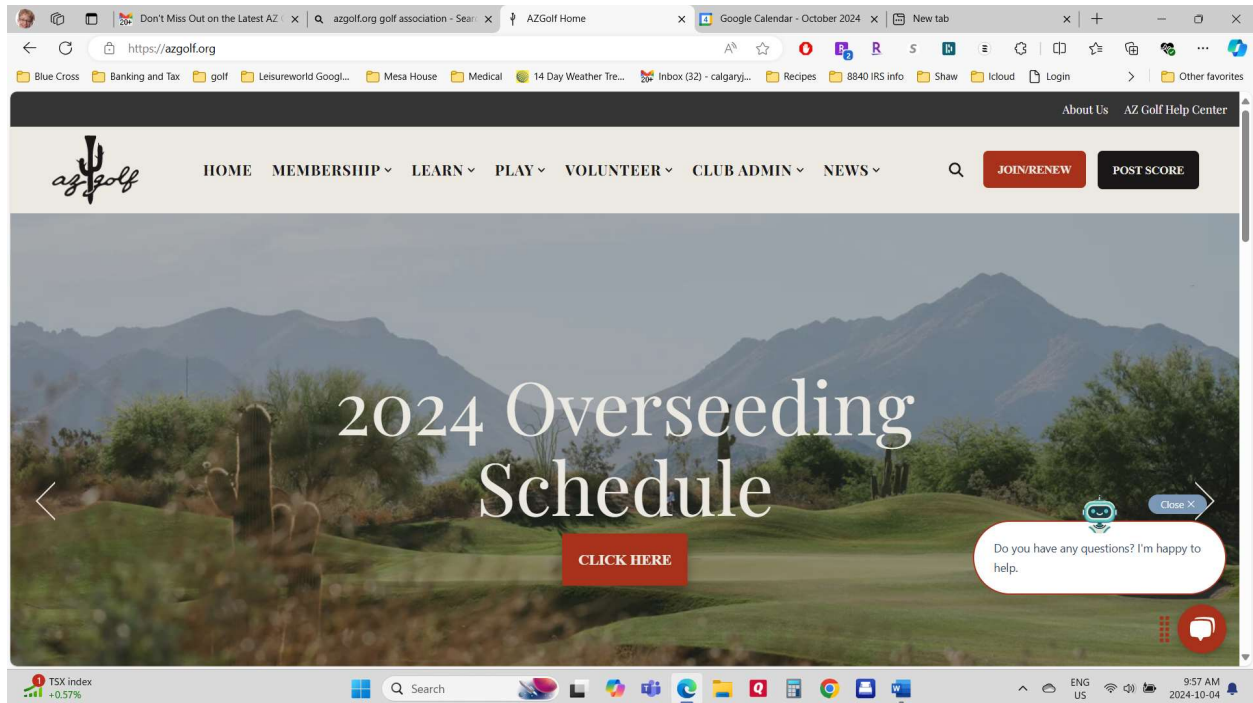 Don't Miss Out on the Latest AZ
azgolf.org golf association - Sear
AZGolf Home
Google Calendar - October 2024
New tab
https://azgolf.org
Blue Cross
Banking and Tax
golf
Leisureworld Googl...
Mesa House
Medical
14 Day Weather Tre...
20+
Inbox (32) - calgaryj...
Recipes
8840 IRS info
Shaw
Icloud
Login
Other favorites
About Us
AZ Golf Help Center
az golf
HOME
MEMBERSHIP
LEARN
PLAY
VOLUNTEER
CLUB ADMIN
NEWS
JOIN/RENEW
POST SCORE
2024 Overseeding
Schedule
CLICK HERE
Close X
Do you have any questions? I'm happy to
help.
1
TSX index
+0.57%
Search
ENG
US
9:57 AM
2024-10-04